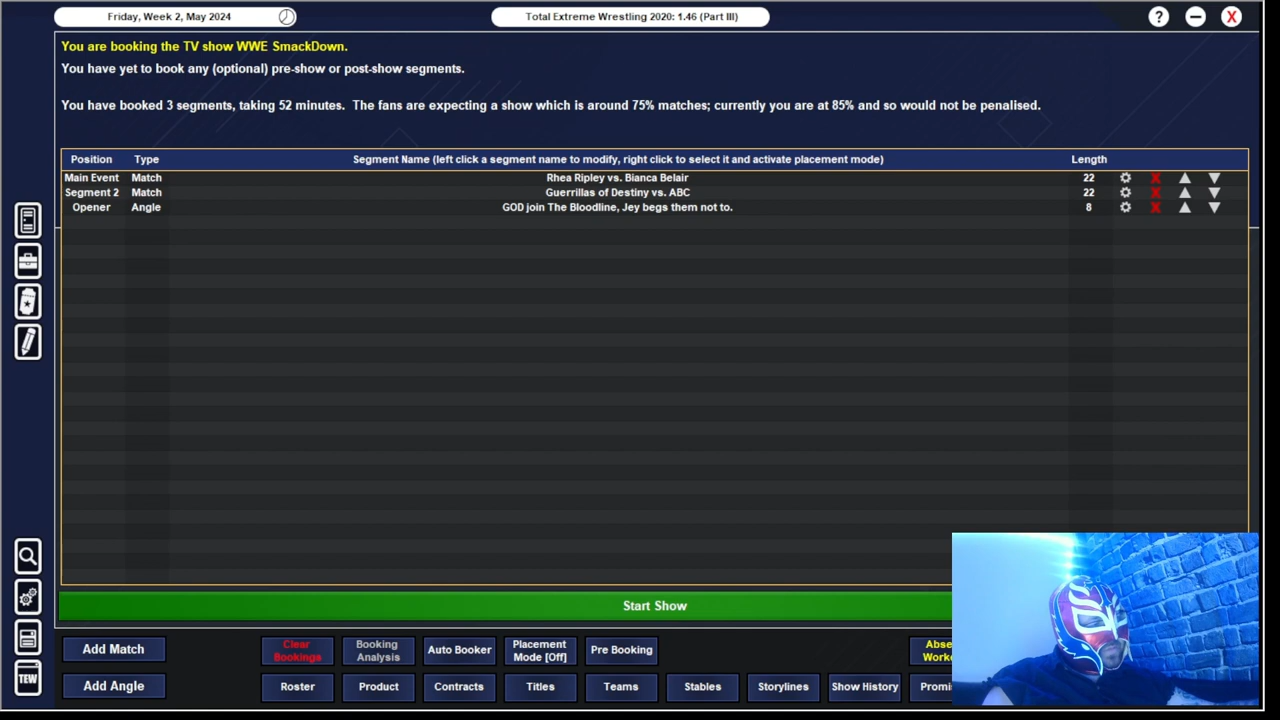 Friday, Week 2, May 2024
Total Extreme Wrestling 2020: 1.46 (Part III)
?
X
You are booking the TV show WWE SmackDown.
You have yet to book any (optional) pre-show or post-show segments.
You have booked 3 segments, taking 52 minutes. The fans are expecting a show which is around 75% matches; currently you are at 85% and so would not be penalised.
Position Type Segment Name (left click a segment name to modify, right click to select it and activate placement mode) Length
Main Event Match Rhea Ripley vs. Bianca Belair 22 X
Segment 2 Match Guerrillas of Destiny vs. ABC 22 X
Opener Angle GOD join The Bloodline, Jey begs them not to. 8 X
Start Show
Add Match
Clear Bookings
Booking Analysis
Auto Booker
Placement Mode [Off]
Pre Booking
Abse
Work
TEW
Add Angle
Roster
Product
Contracts
Titles
Teams
Stables
Storylines
Show History
Promi